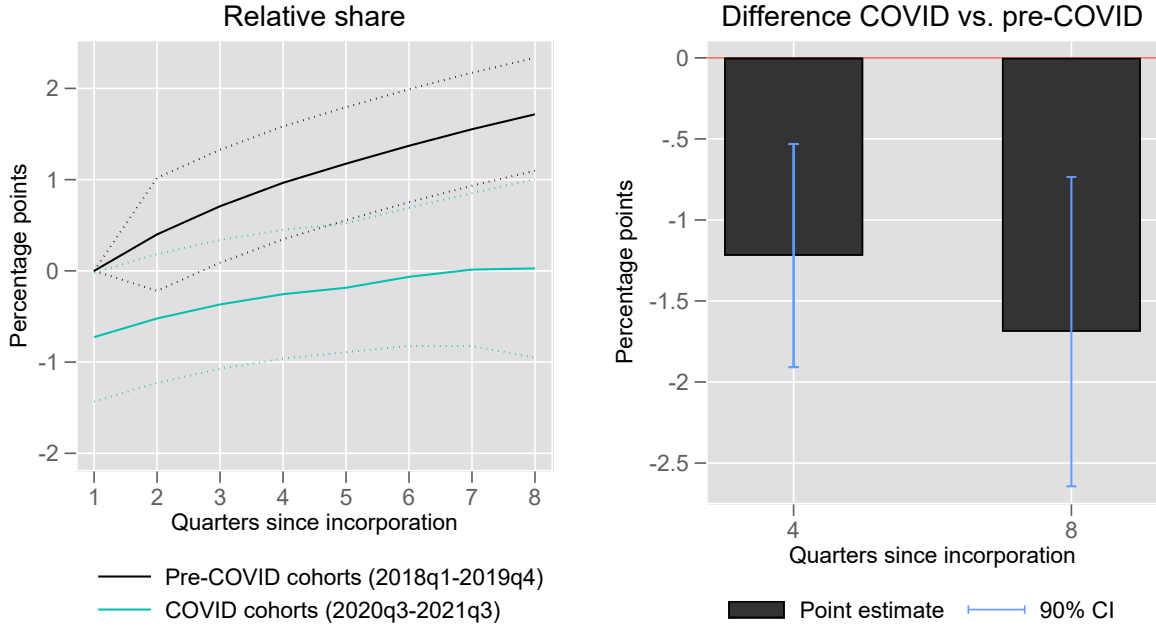 Relative share
Percentage points
2
1
0
-1
-2
1 2 3 4 5 6 7 8
Quarters since incorporation
Pre-COVID cohorts (2018q1-2019q4)
COVID cohorts (2020q3-2021q3)
Difference COVID vs. pre-COVID
Percentage points
0
-.5
-1
-1.5
-2
-2.5
4 8
Quarters since incorporation
Point estimate 90% CI